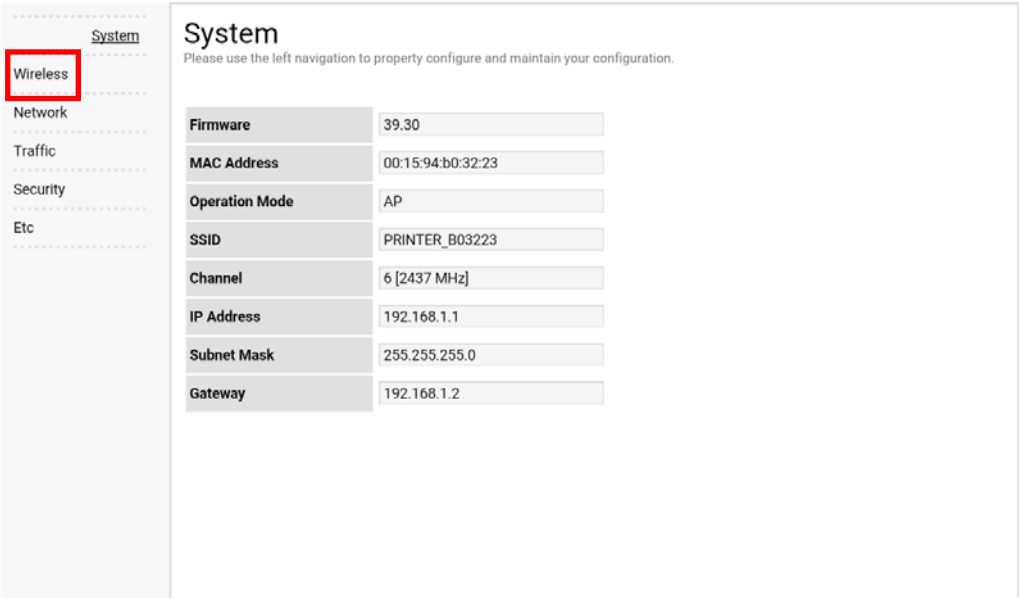 System
Wireless
Network
Traffic
Security
Etc
System
Please use the left navigation to property configure and maintain your configuration.
Firmware 39.30
MAC Address 00:15:94:b0:32:23
Operation Mode AP
SSID PRINTER_B03223
Channel 6 [2437 MHz]
IP Address 192.168.1.1
Subnet Mask 255.255.255.0
Gateway 192.168.1.2